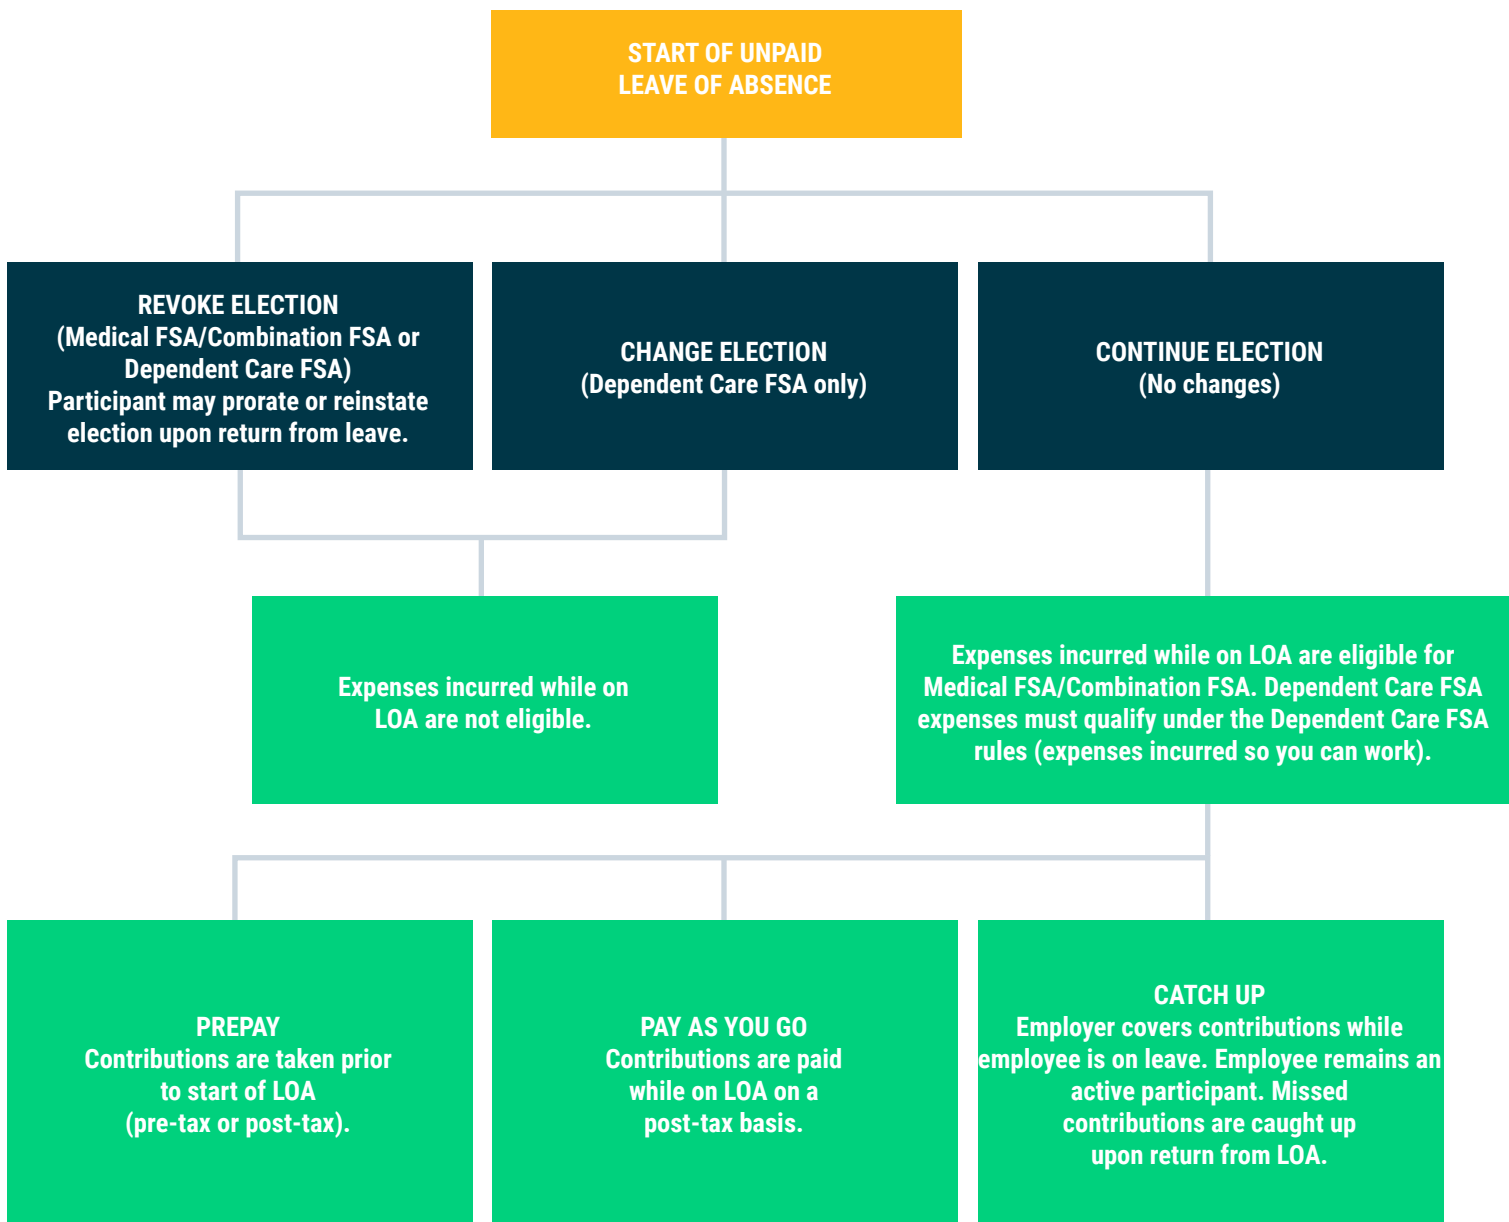 START OF UNPAID
LEAVE OF ABSENCE
REVOKE ELECTION
(Medical FSA/Combination FSA or
Dependent Care FSA)
Participant may prorate or reinstate
election upon return from leave.
CHANGE ELECTION
(Dependent Care FSA only)
CONTINUE ELECTION
(No changes)
Expenses incurred while on
LOA are not eligible.
Expenses incurred while on LOA are eligible for
Medical FSA/Combination FSA. Dependent Care FSA
expenses must qualify under the Dependent Care FSA
rules (expenses incurred so you can work).
PREPAY
Contributions are taken prior
to start of LOA
(pre-tax or post-tax).
PAY AS YOU GO
Contributions are paid
while on LOA on a
post-tax basis.
CATCH UP
Employer covers contributions while
employee is on leave. Employee remains an
active participant. Missed
contributions are caught up
upon return from LOA.